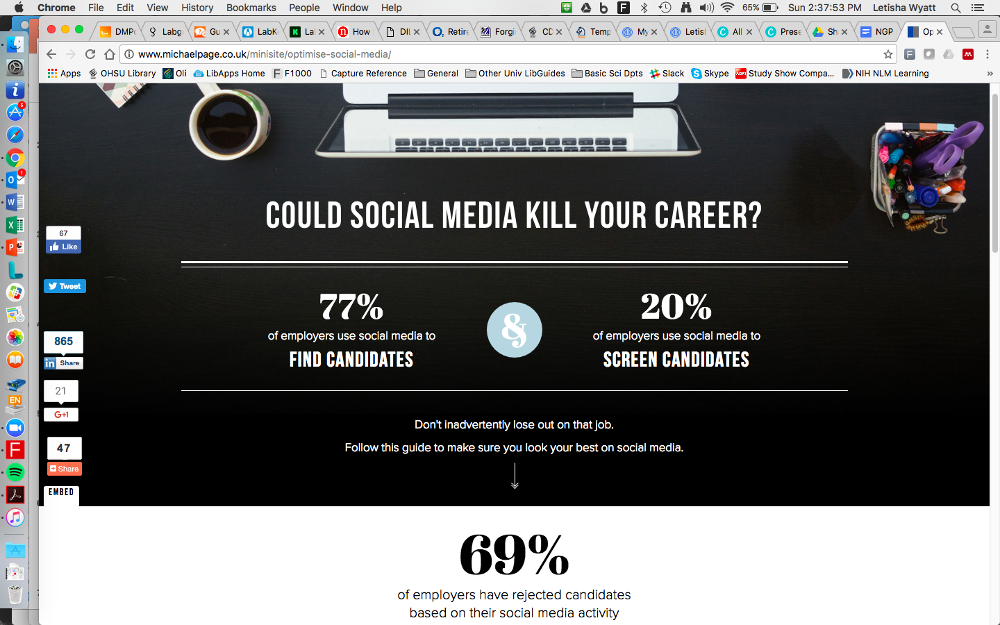 Chrome File Edit View History Bookmarks People Window Help 65% Sun 2:37:53 PM Letisha Wyatt
DMPC Labg Gu LabK Lal How DII Retire Forgi CD Temp My Letis All Prese Sh NGP Op
www.michaelpage.co.uk/minisite/optimise-social-media/
Apps OHSU Library Oli LibApps Home F1000 Capture Reference General Other Univ LibGuides Basic Sci Dpts Slack Skype Study Show Compa... NIH NLM Learning »
COULD SOCIAL MEDIA KILL YOUR CAREER?
67
Like
Tweet
77%
of employers use social media to
FIND CANDIDATES
&
20%
of employers use social media to
SCREEN CANDIDATES
865
in Share
21
G+1
47
Share
EMBED
Don't inadvertently lose out on that job.
Follow this guide to make sure you look your best on social media.
69%
of employers have rejected candidates
based on their social media activity